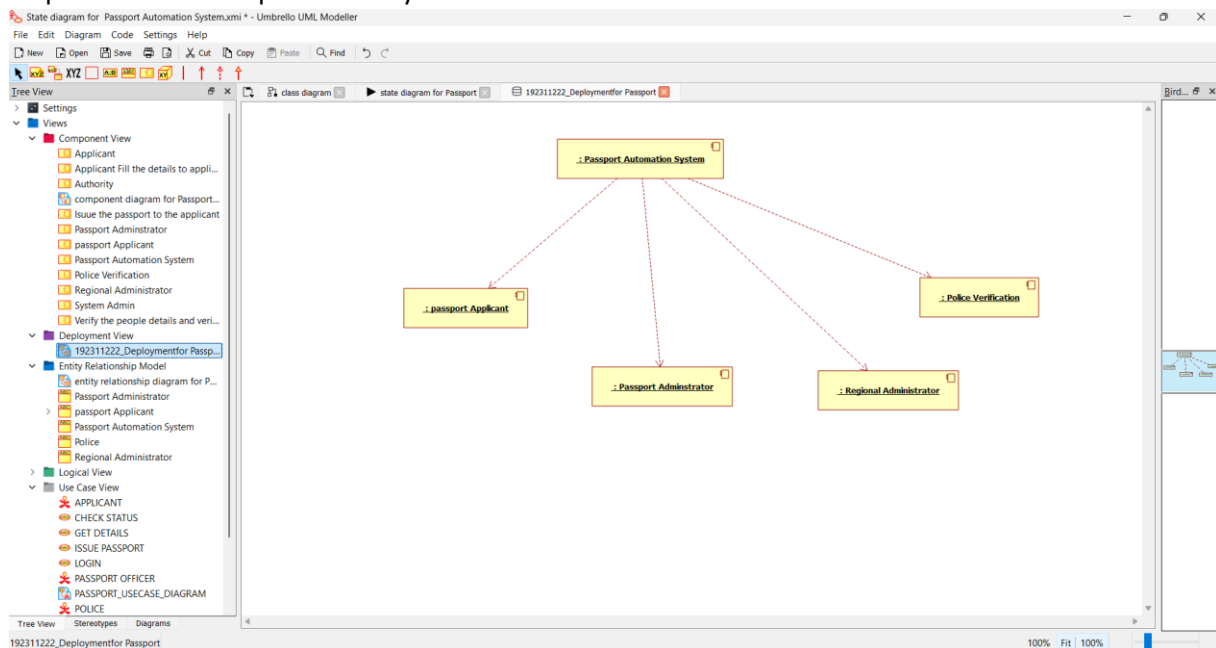 State diagram for Passport Automation System.xmi * - Umbrello UML Modeller
File Edit Diagram Code Settings Help
New Open Save Cut Copy Paste Find
XYZ XYZ A:B ABC XY
Tree View
class diagram state diagram for Passport 192311222_Deploymentfor Passport
Bird...
Settings
Views
Component View
Applicant
Applicant Fill the details to appli...
Authority
component diagram for Passport...
Isuue the passport to the applicant
Passport Adminstrator
passport Applicant
Passport Automation System
Police Verification
Regional Administrator
System Admin
Verify the people details and veri...
Deployment View
192311222_Deploymentfor Passp...
Entity Relationship Model
entity relationship diagram for P...
Passport Administrator
passport Applicant
Passport Automation System
Police
Regional Administrator
Logical View
Use Case View
APPLICANT
CHECK STATUS
GET DETAILS
ISSUE PASSPORT
LOGIN
PASSPORT OFFICER
PASSPORT_USECASE_DIAGRAM
POLICE
Tree View Stereotypes Diagrams
: Passport Automation System
: passport Applicant
: Police Verification
: Passport Adminstrator
: Regional Administrator
192311222_Deploymentfor Passport
100% Fit 100%